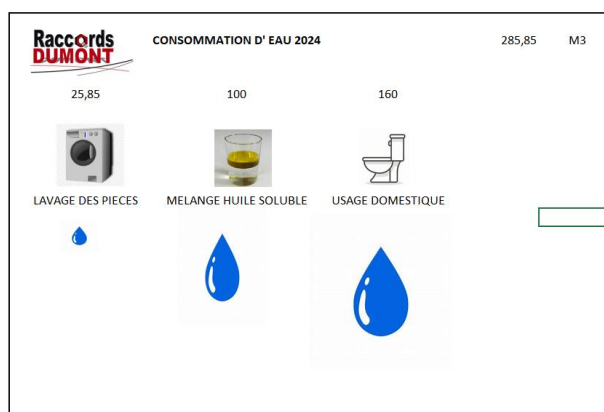 Raccords
DUMONT
CONSOMMATION D' EAU 2024
285,85 M3
25,85 100 160
LAVAGE DES PIECES MELANGE HUILE SOLUBLE USAGE DOMESTIQUE